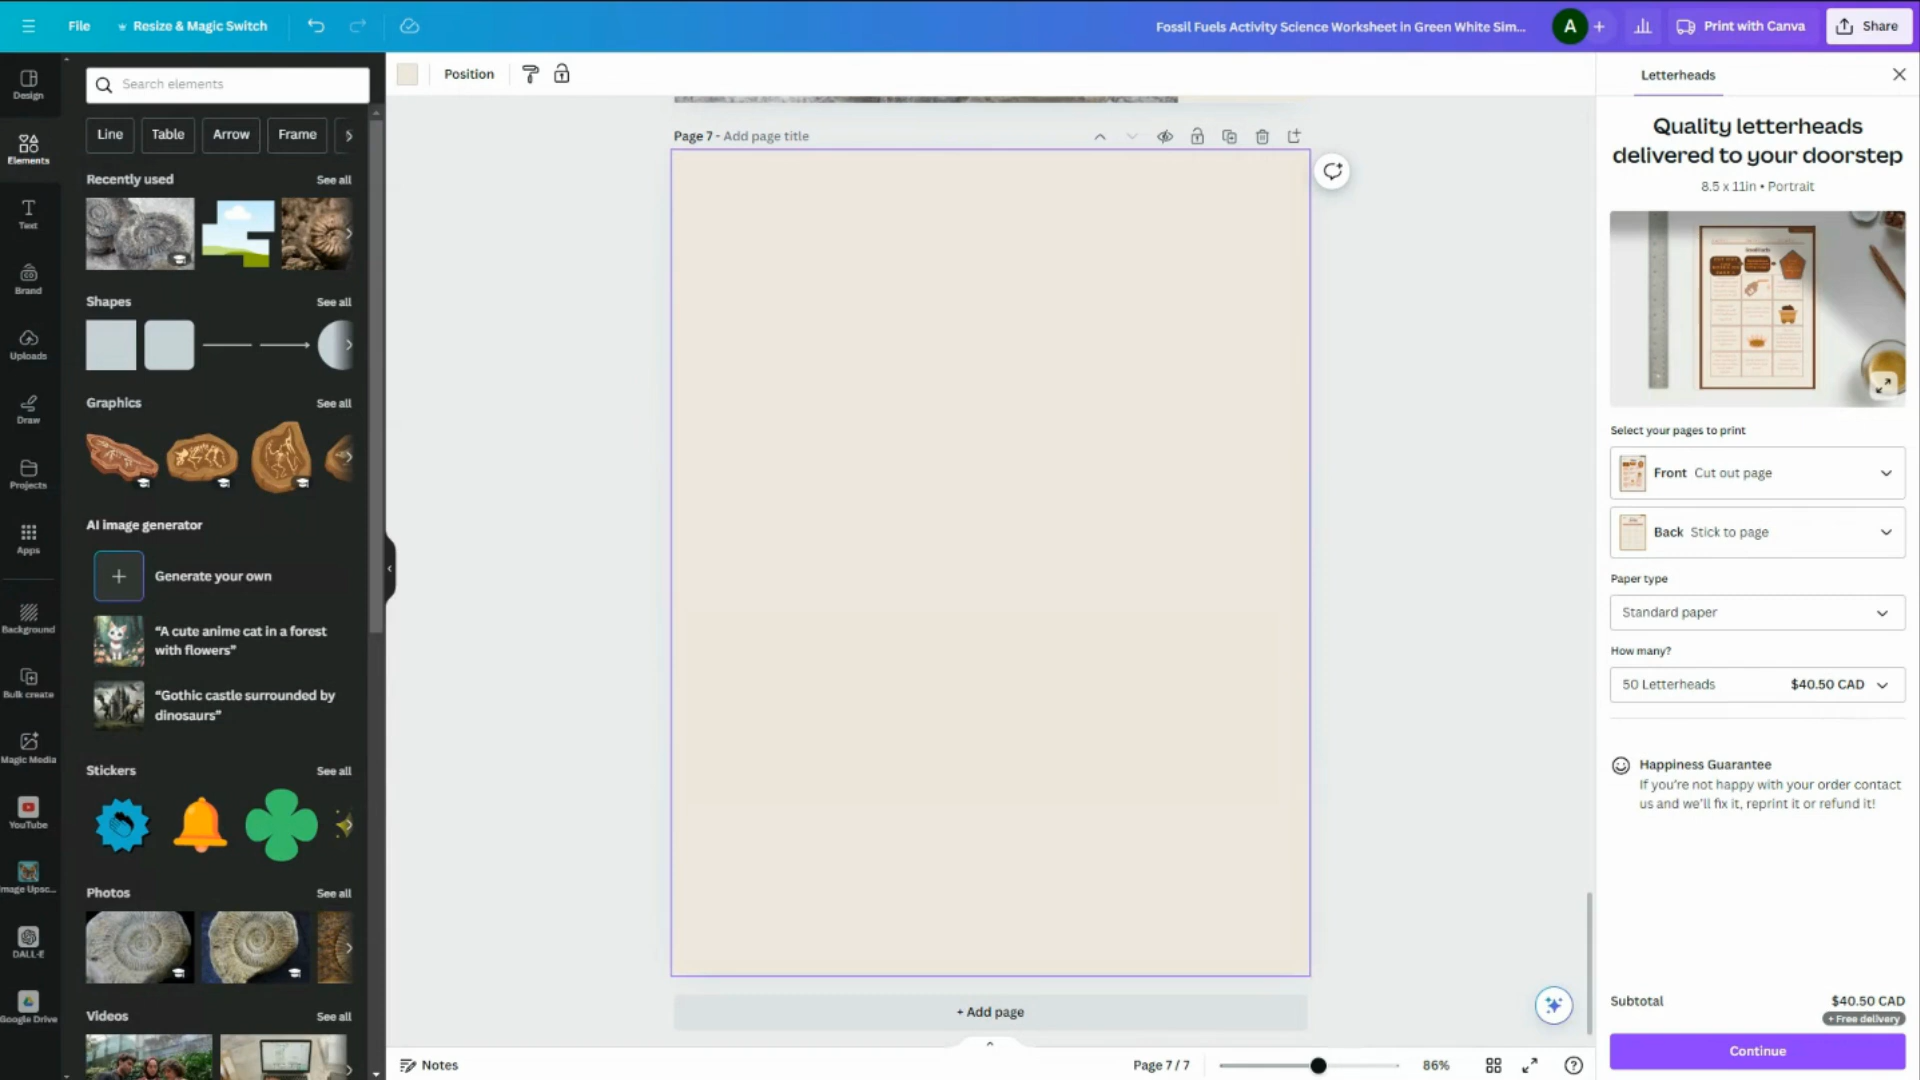 File
Resize & Magic Switch
Fossil Fuels Activity Science Worksheet in Green White Sim...
A
Print with Canva
Share
Design
Elements
Text
Brand
Uploads
Draw
Projects
Apps
Background
Bulk create
Magic Media
YouTube
Image Upsc...
DALL·E
Google Drive
Search elements
Line
Table
Arrow
Frame
Recently used
See all
Shapes
See all
Graphics
See all
AI image generator
Generate your own
“A cute anime cat in a forest
with flowers”
“Gothic castle surrounded by
dinosaurs”
Stickers
See all
Photos
See all
Videos
See all
Position
Page 7 - Add page title
+ Add page
Notes
Page 7 / 7
86%
Letterheads
Quality letterheads
delivered to your doorstep
8.5 x 11in • Portrait
Select your pages to print
Front Cut out page
Back Stick to page
Paper type
Standard paper
How many?
50 Letterheads $40.50 CAD
Happiness Guarantee
If you're not happy with your order contact
us and we'll fix it, reprint it or refund it!
Subtotal $40.50 CAD
+ Free delivery
Continue